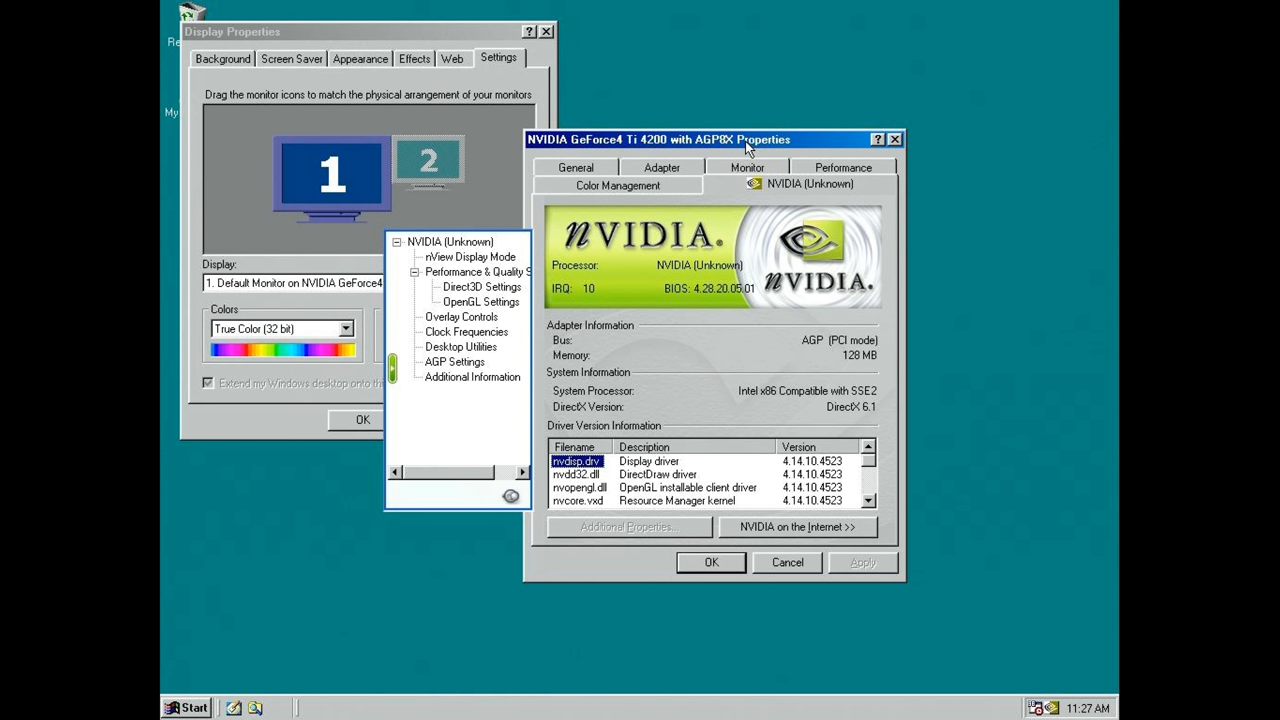 Re
My
Display Properties
Background Screen Saver Appearance Effects Web Settings
Drag the monitor icons to match the physical arrangement of your monitors
1 2
Display:
1. Default Monitor on NVIDIA GeForce4
Colors
True Color (32 bit)
Extend my Windows desktop onto th
OK
NVIDIA (Unknown)
nView Display Mode
Performance & Quality S
Direct3D Settings
OpenGL Settings
Overlay Controls
Clock Frequencies
Desktop Utilities
AGP Settings
Additional Information
NVIDIA GeForce4 Ti 4200 with AGP8X Properties
General Adapter Monitor Performance
Color Management NVIDIA (Unknown)
nVIDIA.
Processor: NVIDIA (Unknown)
IRQ: 10 BIOS: 4.28.20.05.01
nVIDIA.
Adapter Information
Bus: AGP (PCI mode)
Memory: 128 MB
System Information
System Processor: Intel x86 Compatible with SSE2
DirectX Version: DirectX 6.1
Driver Version Information
Filename Description Version
nvdisp.drv Display driver 4.14.10.4523
nvdd32.dll DirectDraw driver 4.14.10.4523
nvopengl.dll OpenGL installable client driver 4.14.10.4523
nvcore.vxd Resource Manager kernel 4.14.10.4523
Additional Properties... NVIDIA on the Internet >>
OK Cancel Apply
Start 11:27 AM